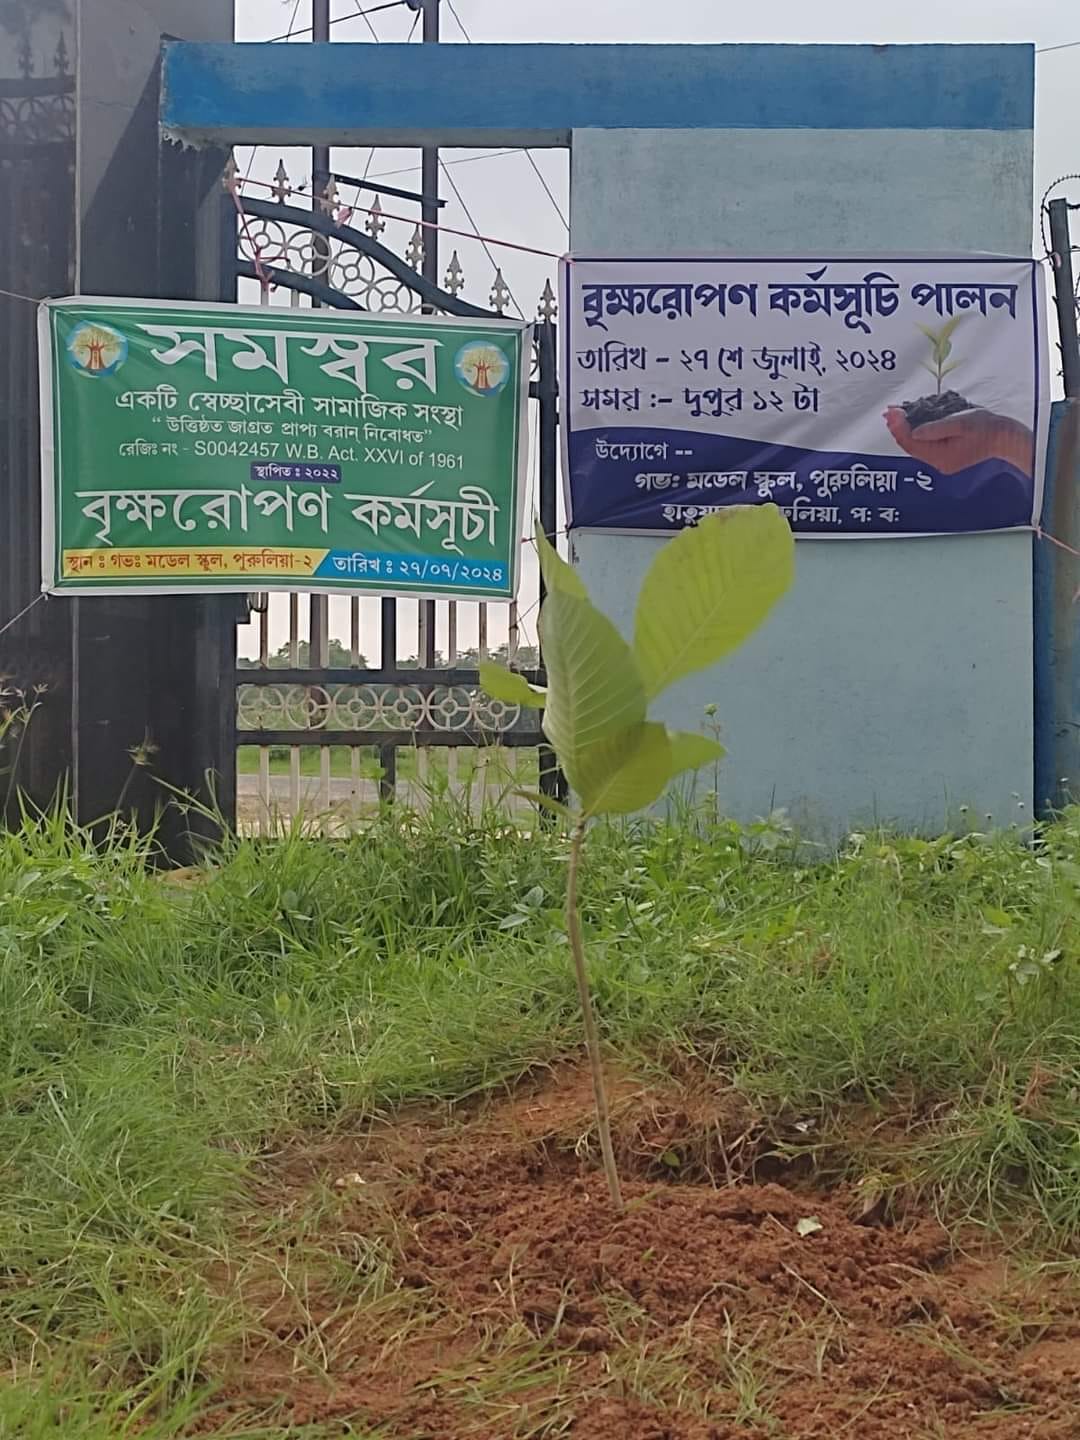 সমস্বর
একটি স্বেচ্ছাসেবী সামাজিক সংস্থা
"উত্তিষ্ঠত জাগ্রত প্রাপ্য বরান্ নিবোধত"
রেজিঃ নং - S0042457 W.B. Act. XXVI of 1961
স্থাপিত : ২০২২
বৃক্ষরোপণ কর্মসূচী
স্থান : গভঃ মডেল স্কুল, পুরুলিয়া-২
তারিখ : ২৭/০৭/২০২৪
বৃক্ষরোপণ কর্মসূচি পালন
তারিখ - ২৭ শে জুলাই, ২০২৪
সময় :- দুপুর ১২ টা
উদ্যোগে --
গভঃ মডেল স্কুল, পুরুলিয়া -২
প: ব: